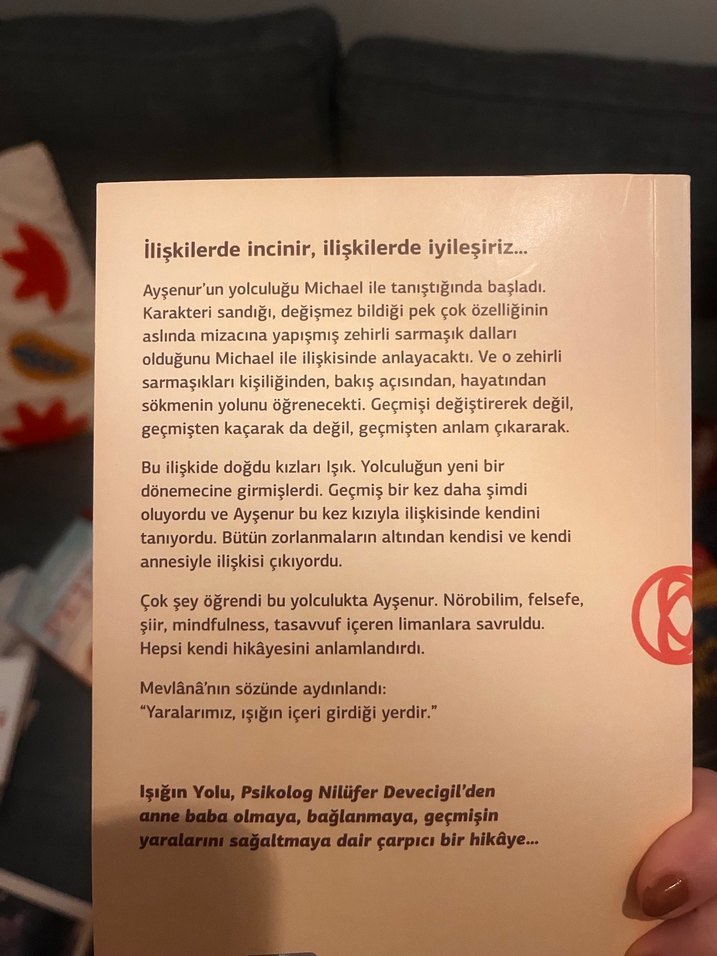 İlişkilerde incinir, ilişkilerde iyileşiriz...
Ayşenur’un yolculuğu Michael ile tanıştığında başladı.
Karakteri sandığı, değişmez bildiği pek çok özelliğinin
aslında mizacına yapışmış zehirli sarmaşık dalları
olduğunu Michael ile ilişkisinde anlayacaktı. Ve o zehirli
sarmaşıkları kişiliğinden, bakış açısından, hayatından
sökmenin yolunu öğrenecekti. Geçmişi değiştirerek değil,
geçmişten kaçarak da değil, geçmişten anlam çıkararak.
Bu ilişkide doğdu kızları Işık. Yolculuğun yeni bir
dönemecine girmişlerdi. Geçmiş bir kez daha şimdi
oluyordu ve Ayşenur bu kez kızıyla ilişkisinde kendini
tanıyordu. Bütün zorlanmaların altından kendisi ve kendi
annesiyle ilişkisi çıkıyordu.
Çok şey öğrendi bu yolculukta Ayşenur. Nörobilim, felsefe,
şiir, mindfulness, tasavvuf içeren limanlara savruldu.
Hepsi kendi hikâyesini anlamlandırdı.
Mevlânâ’nın sözünde aydınlandı:
“Yaralarımız, ışığın içeri girdiği yerdir.”
Işığın Yolu, Psikolog Nilüfer Devecigil’den
anne baba olmaya, bağlanmaya, geçmişin
yaralarını sağaltmaya dair çarpıcı bir hikâye...